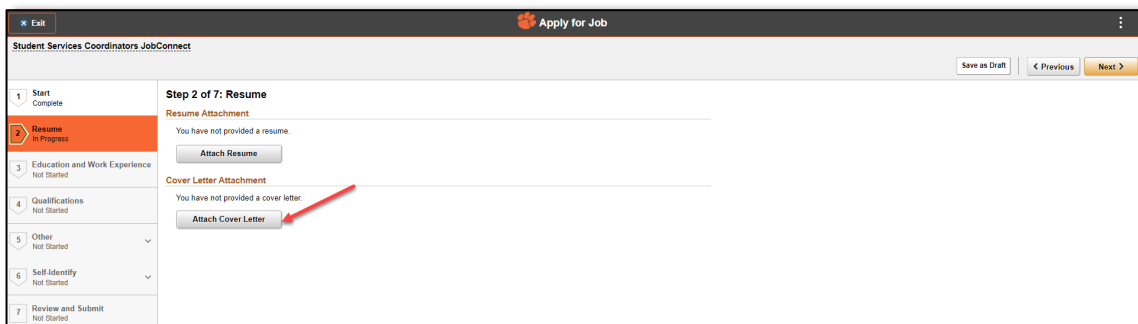 × Exit
Apply for Job
Student Services Coordinators JobConnect
Save as Draft
< Previous
Next >
1 Start
Complete
2 Resume
In Progress
3 Education and Work Experience
Not Started
4 Qualifications
Not Started
5 Other
Not Started
6 Self-Identify
Not Started
7 Review and Submit
Not Started
Step 2 of 7: Resume
Resume Attachment
You have not provided a resume.
Attach Resume
Cover Letter Attachment
You have not provided a cover letter.
Attach Cover Letter